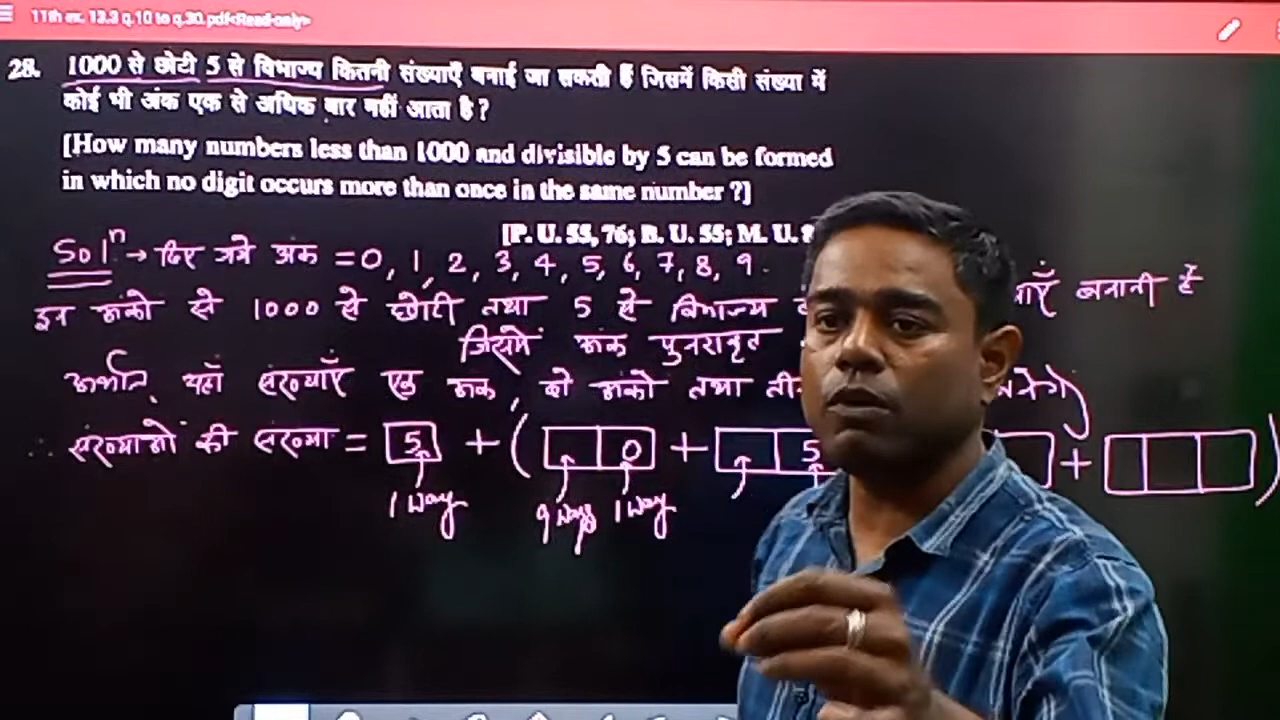 11th ex. 13.3 q.10 to q.30.pdf<Read-only>
28. 1000 से छोटी 5 से विभाज्य कितनी संख्याएँ बनाई जा सकती हैं जिसमें किसी संख्या में
कोई भी अंक एक से अधिक बार नहीं आता है ?
[How many numbers less than 1000 and divisible by 5 can be formed
in which no digit occurs more than once in the same number ?]
[P. U. 55, 76; B. U. 55; M. U.
Solⁿ → दिए गये अंक = 0, 1, 2, 3, 4, 5, 6, 7, 8, 9.
इन अंको से 1000 से छोटी तथा 5 से विभाज्य बनानी हैं
जिसमें अंक पुनरावृत
अर्थात् यहाँ संख्याएँ एक अंक, दो अंको तथा
∴ संख्याओं की संख्या = 5 + ( 0 + 5 + )
1 way 9 ways 1 way